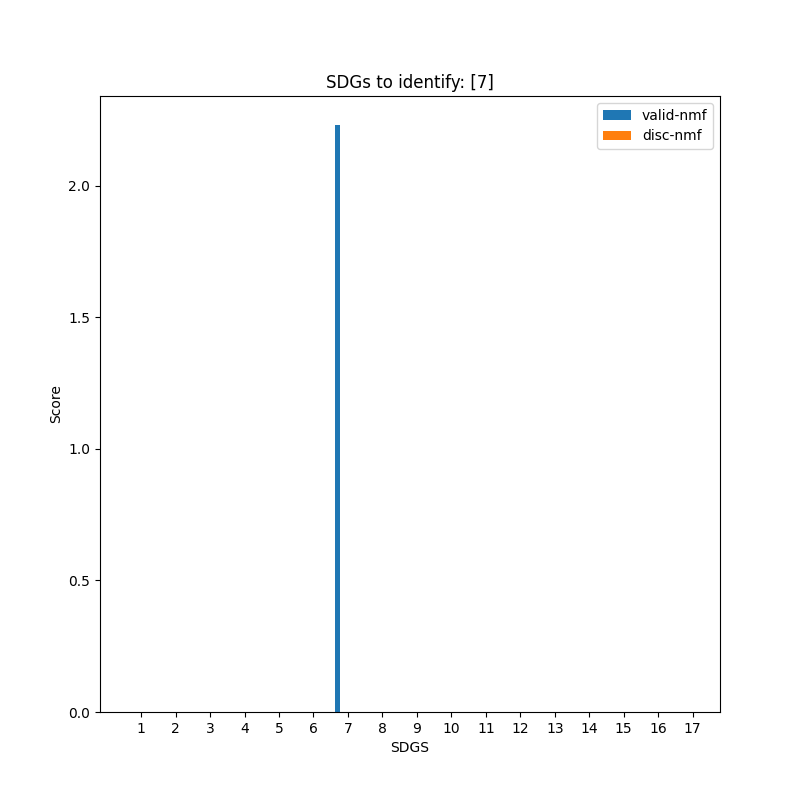 SDGs to identify: [7]
valid-nmf
disc-nmf
2.0
1.5
1.0
0.5
0.0
Score
1 2 3 4 5 6 7 8 9 10 11 12 13 14 15 16 17
SDGS